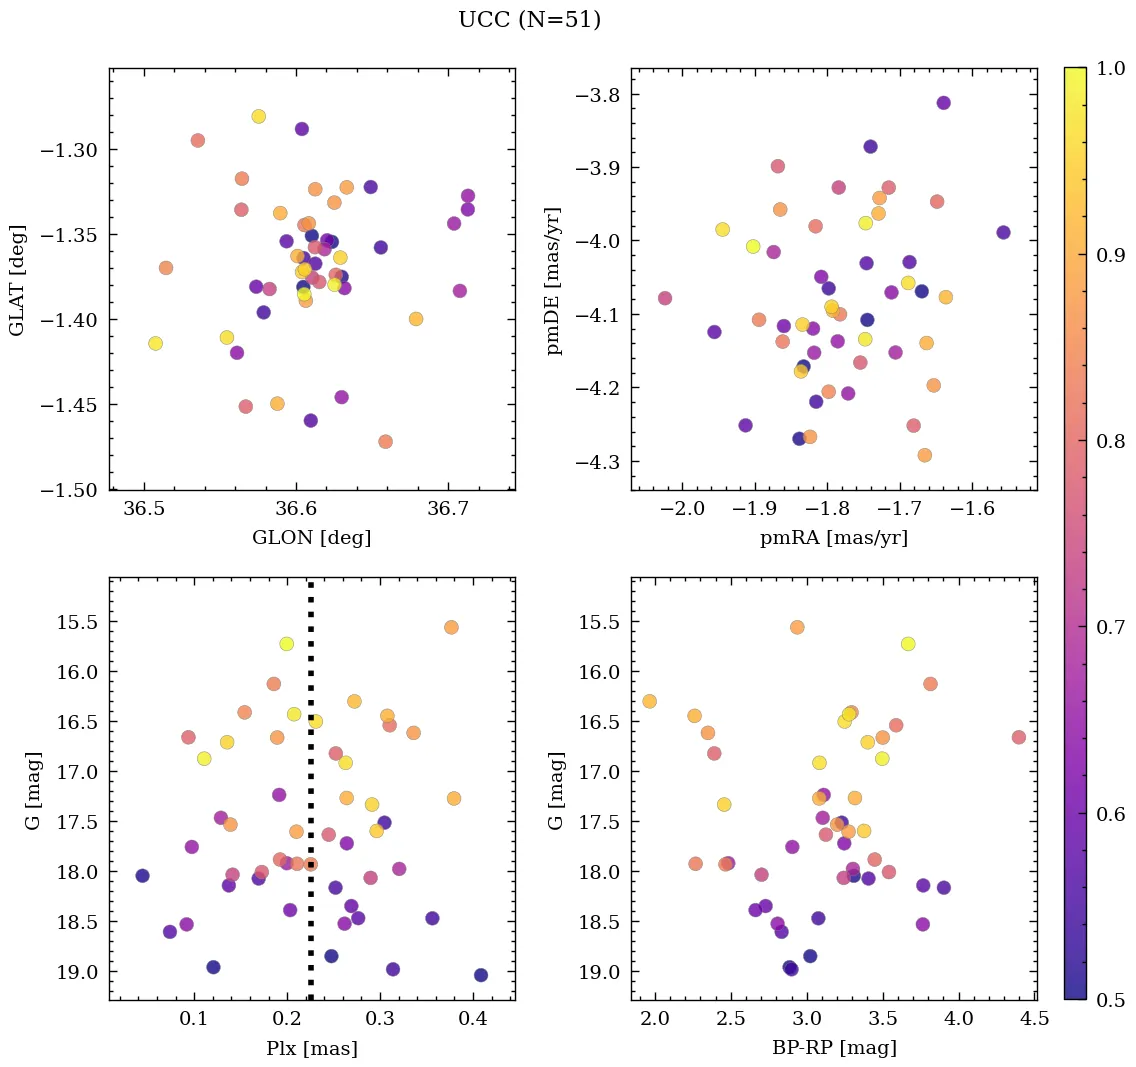 UCC (N=51)
−1.30
−1.35
−1.40
−1.45
−1.50
GLAT [deg]
36.5 36.6 36.7
GLON [deg]
−3.8
−3.9
−4.0
−4.1
−4.2
−4.3
pmDE [mas/yr]
−2.0 −1.9 −1.8 −1.7 −1.6
pmRA [mas/yr]
15.5
16.0
16.5
17.0
17.5
18.0
18.5
19.0
G [mag]
0.1 0.2 0.3 0.4
Plx [mas]
15.5
16.0
16.5
17.0
17.5
18.0
18.5
19.0
G [mag]
2.0 2.5 3.0 3.5 4.0 4.5
BP-RP [mag]
1.0
0.9
0.8
0.7
0.6
0.5